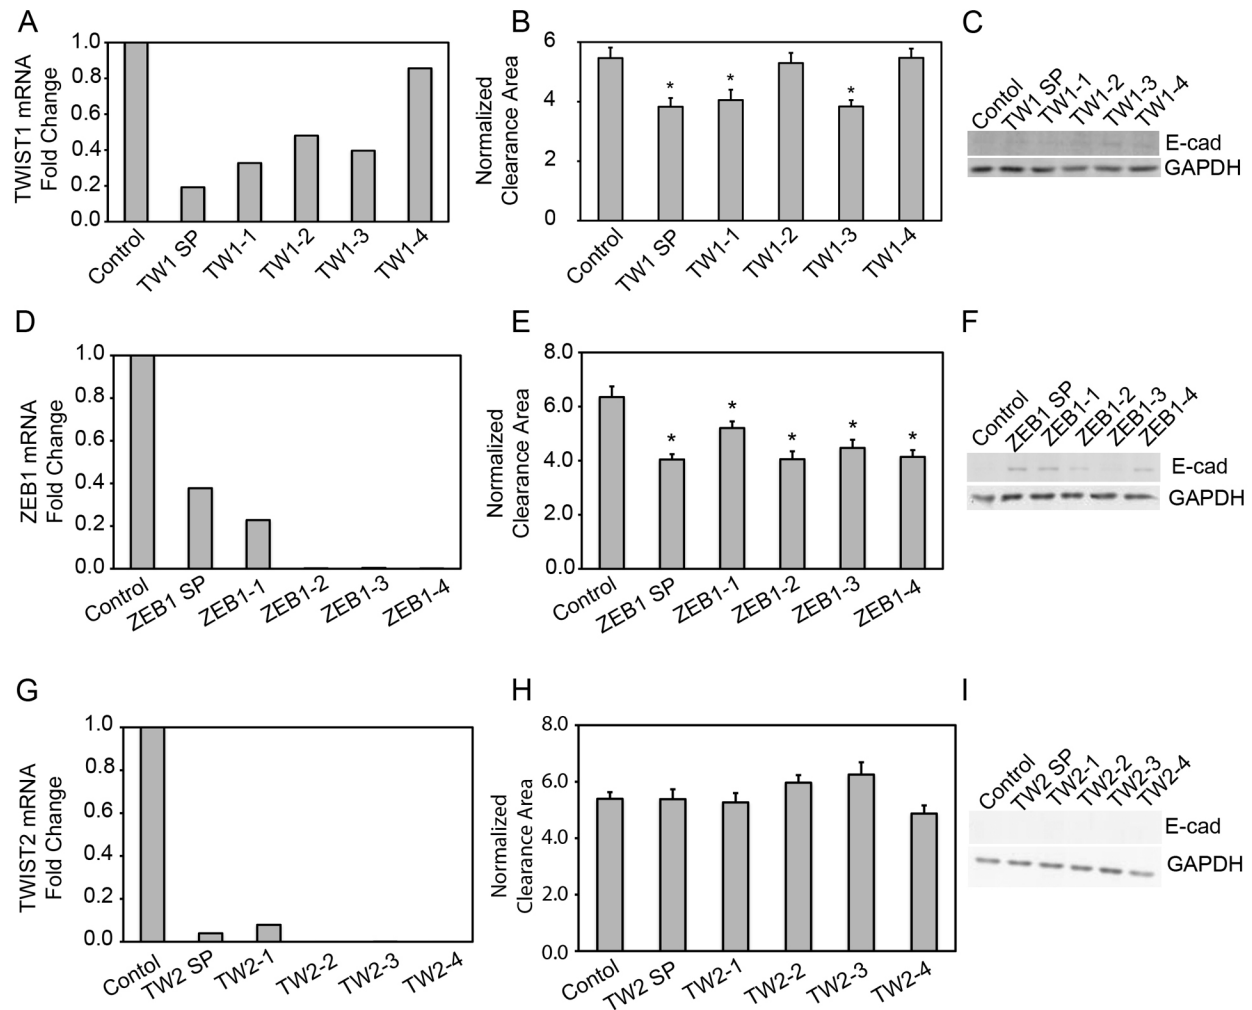 A
TWIST1 mRNA
Fold Change
1.0
0.8
0.6
0.4
0.2
0.0
Control
TW1 SP
TW1-1
TW1-2
TW1-3
TW1-4
B
Normalized
Clearance Area
6
4
2
0
*
*
*
Control
TW1 SP
TW1-1
TW1-2
TW1-3
TW1-4
C
Control
TW1 SP
TW1-1
TW1-2
TW1-3
TW1-4
E-cad
GAPDH
D
ZEB1 mRNA
Fold Change
1.0
0.8
0.6
0.4
0.2
0.0
Control
ZEB1 SP
ZEB1-1
ZEB1-2
ZEB1-3
ZEB1-4
E
Normalized
Clearance Area
8.0
6.0
4.0
2.0
0.0
*
*
*
*
*
Control
ZEB1 SP
ZEB1-1
ZEB1-2
ZEB1-3
ZEB1-4
F
Control
ZEB1 SP
ZEB1-1
ZEB1-2
ZEB1-3
ZEB1-4
E-cad
GAPDH
G
TWIST2 mRNA
Fold Change
1.0
0.8
0.6
0.4
0.2
0.0
Control
TW2 SP
TW2-1
TW2-2
TW2-3
TW2-4
H
Normalized
Clearance Area
8.0
6.0
4.0
2.0
0.0
Control
TW2 SP
TW2-1
TW2-2
TW2-3
TW2-4
I
Control
TW2 SP
TW2-1
TW2-2
TW2-3
TW2-4
E-cad
GAPDH